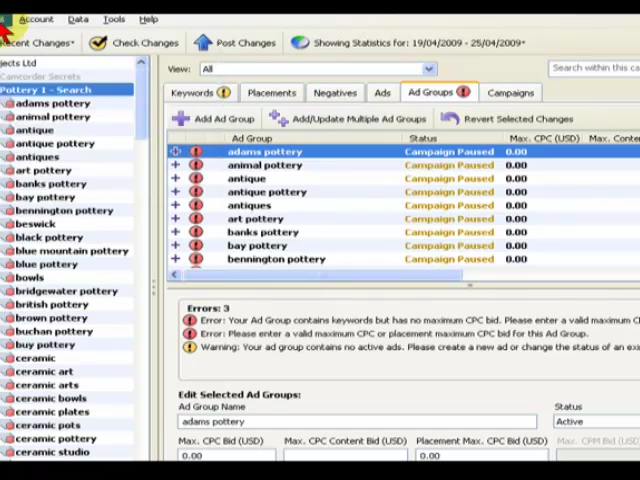 Account Data Tools Help
Recent Changes Check Changes Post Changes Showing Statistics for: 19/04/2009 - 25/04/2009
jects Ltd
Camcorder Secrets
Pottery 1 - Search
adams pottery
animal pottery
antique
antique pottery
antiques
art pottery
banks pottery
bay pottery
bennington pottery
beswick
black pottery
blue mountain pottery
blue pottery
bowls
bridgewater pottery
british pottery
brown pottery
buchan pottery
buy pottery
ceramic
ceramic art
ceramic arts
ceramic bowls
ceramic plates
ceramic pots
ceramic pottery
ceramic studio
View: All Search within this ca
Keywords Placements Negatives Ads Ad Groups Campaigns
Add Ad Group Add/Update Multiple Ad Groups Revert Selected Changes
Ad Group Status Max. CPC (USD) Max. Conten
adams pottery Campaign Paused 0.00
animal pottery Campaign Paused 0.00
antique Campaign Paused 0.00
antique pottery Campaign Paused 0.00
antiques Campaign Paused 0.00
art pottery Campaign Paused 0.00
banks pottery Campaign Paused 0.00
bay pottery Campaign Paused 0.00
bennington pottery Campaign Paused 0.00
Errors: 3
Error: Your Ad Group contains keywords but has no maximum CPC bid. Please enter a valid maximum C
Error: Please enter a valid maximum CPC or placement maximum CPC bid for this Ad Group.
Warning: Your ad group contains no active ads. Please create a new ad or change the status of an exi
Edit Selected Ad Groups:
Ad Group Name Status
adams pottery Active
Max. CPC Bid (USD) Max. CPC Content Bid (USD) Placement Max. CPC Bid (USD) Max. CPM Bid (USD)
0.00 0.00